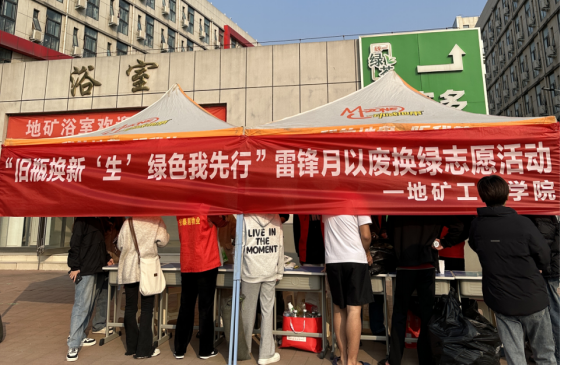 浴室
地矿浴室欢迎
"旧瓶换新'生' 绿色我先行"雷锋月以废换绿志愿活动
—地矿工 学院
LIVE IN
THE
MOMENT